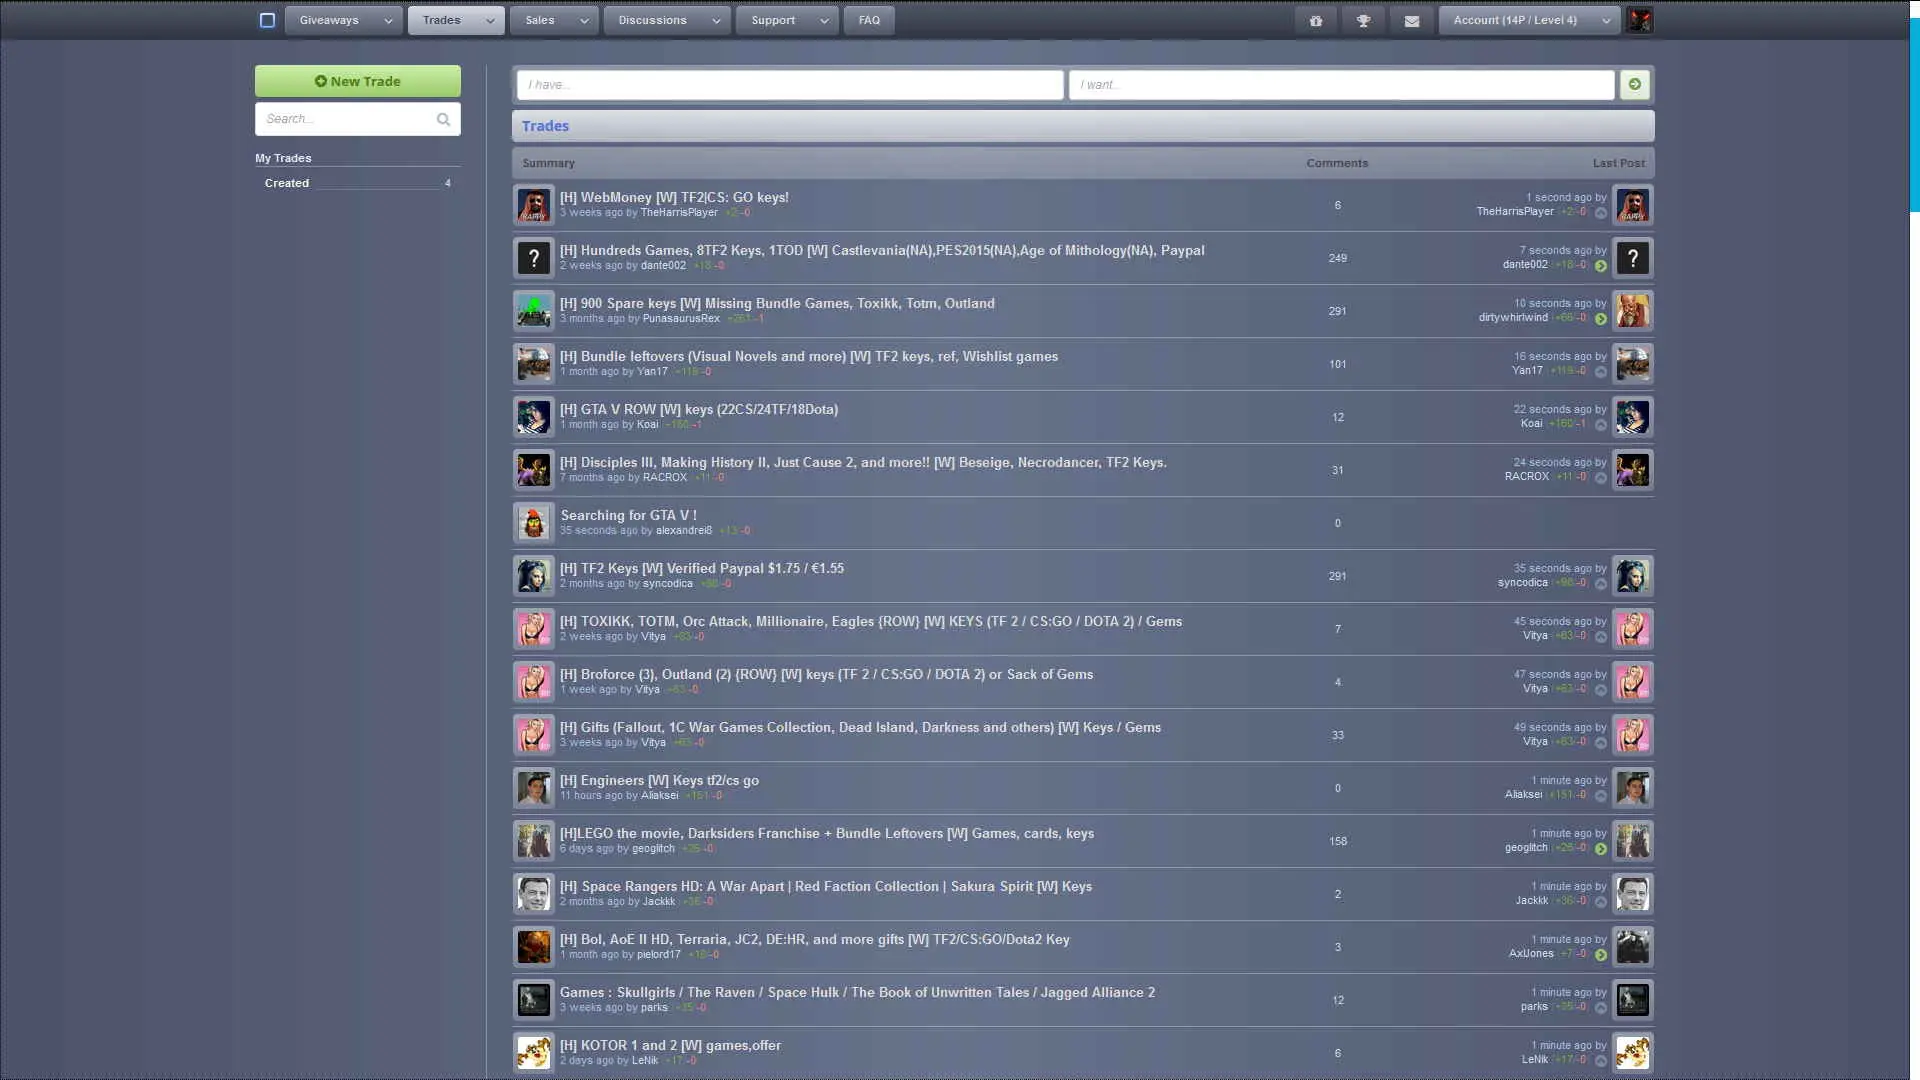 Giveaways
Trades
Sales
Discussions
Support
FAQ
Account (14P / Level 4)
New Trade
Search...
My Trades
Created 4
I have...
I want...
Trades
Summary Comments Last Post
[H] WebMoney [W] TF2|CS: GO keys!
3 weeks ago by TheHarrisPlayer +2/-0
6
1 second ago by
TheHarrisPlayer +2/-0
[H] Hundreds Games, 8TF2 Keys, 1TOD [W] Castlevania(NA),PES2015(NA),Age of Mithology(NA), Paypal
2 weeks ago by dante002 +18/-0
249
7 seconds ago by
dante002 +18/-0
[H] 900 Spare keys [W] Missing Bundle Games, Toxikk, Totm, Outland
3 months ago by PunasaurusRex +261/-1
291
10 seconds ago by
dirtywhirlwind +66/-0
[H] Bundle leftovers (Visual Novels and more) [W] TF2 keys, ref, Wishlist games
1 month ago by Yan17 +119/-0
101
16 seconds ago by
Yan17 +119/-0
[H] GTA V ROW [W] keys (22CS/24TF/18Dota)
1 month ago by Koai +160/-1
12
22 seconds ago by
Koai +160/-1
[H] Disciples III, Making History II, Just Cause 2, and more!! [W] Beseige, Necrodancer, TF2 Keys.
7 months ago by RACROX +11/-0
31
24 seconds ago by
RACROX +11/-0
Searching for GTA V !
35 seconds ago by alexandrei8 +13/-0
0
[H] TF2 Keys [W] Verified Paypal $1.75 / €1.55
2 months ago by syncodica +98/-0
291
35 seconds ago by
syncodica +98/-0
[H] TOXIKK, TOTM, Orc Attack, Millionaire, Eagles {ROW} [W] KEYS (TF 2 / CS:GO / DOTA 2) / Gems
2 weeks ago by Vitya +63/-0
7
45 seconds ago by
Vitya +63/-0
[H] Broforce (3), Outland (2) {ROW} [W] keys (TF 2 / CS:GO / DOTA 2) or Sack of Gems
1 week ago by Vitya +63/-0
4
47 seconds ago by
Vitya +63/-0
[H] Gifts (Fallout, 1C War Games Collection, Dead Island, Darkness and others) [W] Keys / Gems
3 weeks ago by Vitya +63/-0
33
49 seconds ago by
Vitya +63/-0
[H] Engineers [W] Keys tf2/cs go
11 hours ago by Aliaksei +151/-0
0
1 minute ago by
Aliaksei +151/-0
[H]LEGO the movie, Darksiders Franchise + Bundle Leftovers [W] Games, cards, keys
6 days ago by geoglitch +26/-0
158
1 minute ago by
geoglitch +26/-0
[H] Space Rangers HD: A War Apart | Red Faction Collection | Sakura Spirit [W] Keys
2 months ago by Jackkk +36/-0
2
1 minute ago by
Jackkk +36/-0
[H] BoI, AoE II HD, Terraria, JC2, DE:HR, and more gifts [W] TF2/CS:GO/Dota2 Key
1 month ago by pielord17 +16/-0
3
1 minute ago by
AxlJones +7/-0
Games : Skullgirls / The Raven / Space Hulk / The Book of Unwritten Tales / Jagged Alliance 2
3 weeks ago by parks +35/-0
12
1 minute ago by
parks +35/-0
[H] KOTOR 1 and 2 [W] games,offer
2 days ago by LeNik +17/-0
6
1 minute ago by
LeNik +17/-0